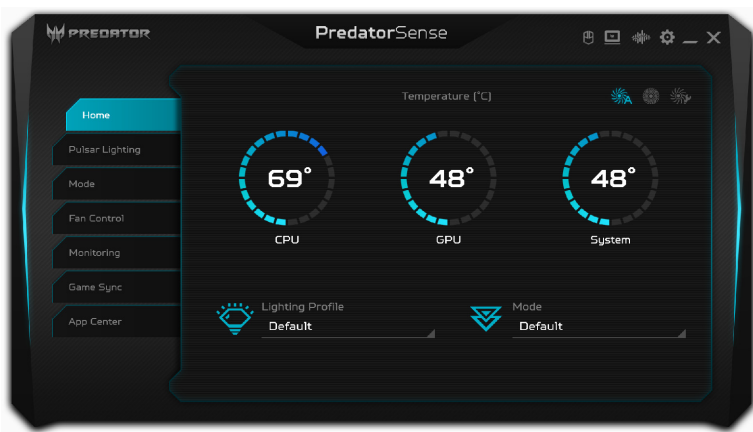 PREDATOR
PredatorSense
Temperature (°C)
Home
Pulsar Lighting
Mode
Fan Control
Monitoring
Game Sync
App Center
69°
48°
48°
CPU
GPU
System
Lighting Profile
Default
Mode
Default